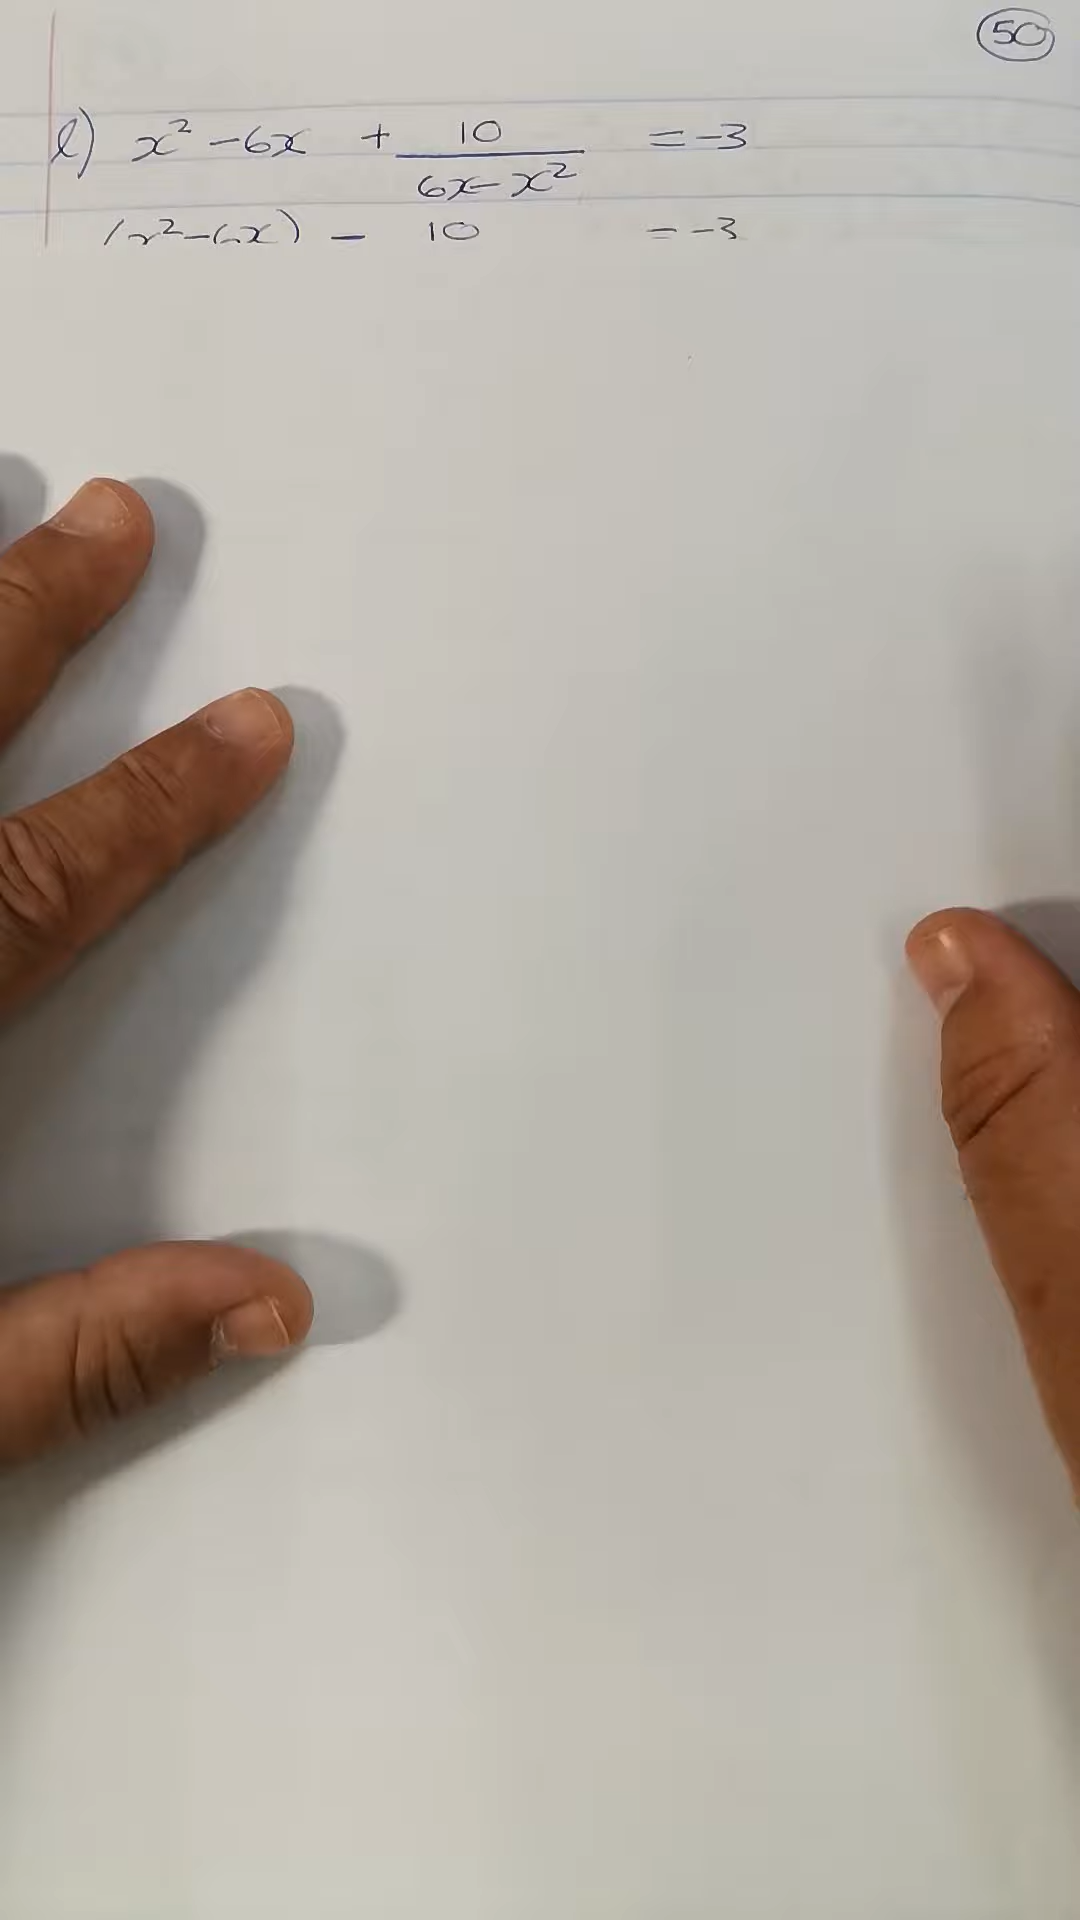 50
l) x² - 6x + 10/(6x - x²) = -3
(x² - 6x) - 10 = -3